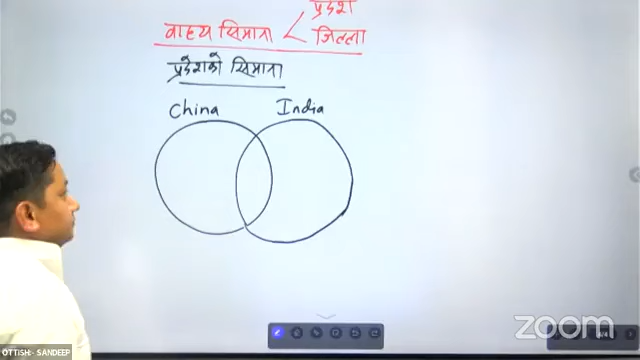 प्रदेश
वाह्य सिमाना
जिल्ला
प्रदेशको सिमाना
China India
zoom
OTTISH:- SANDEEP